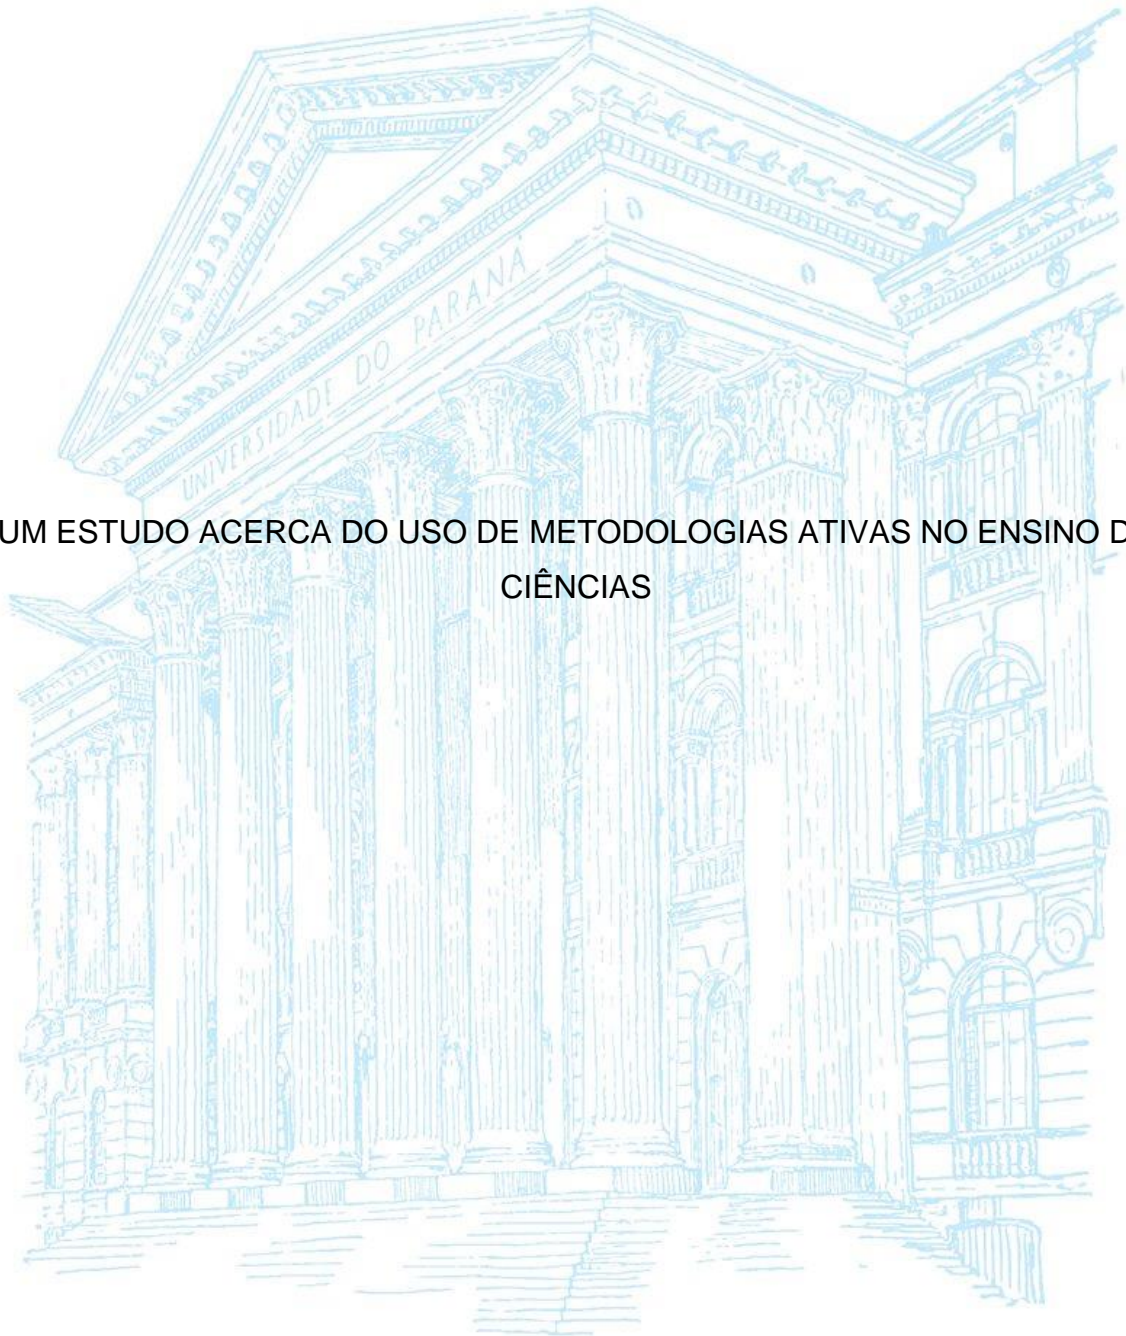 UNIVERSIDADE DO PARANÁ
UM ESTUDO ACERCA DO USO DE METODOLOGIAS ATIVAS NO ENSINO D
CIÊNCIAS